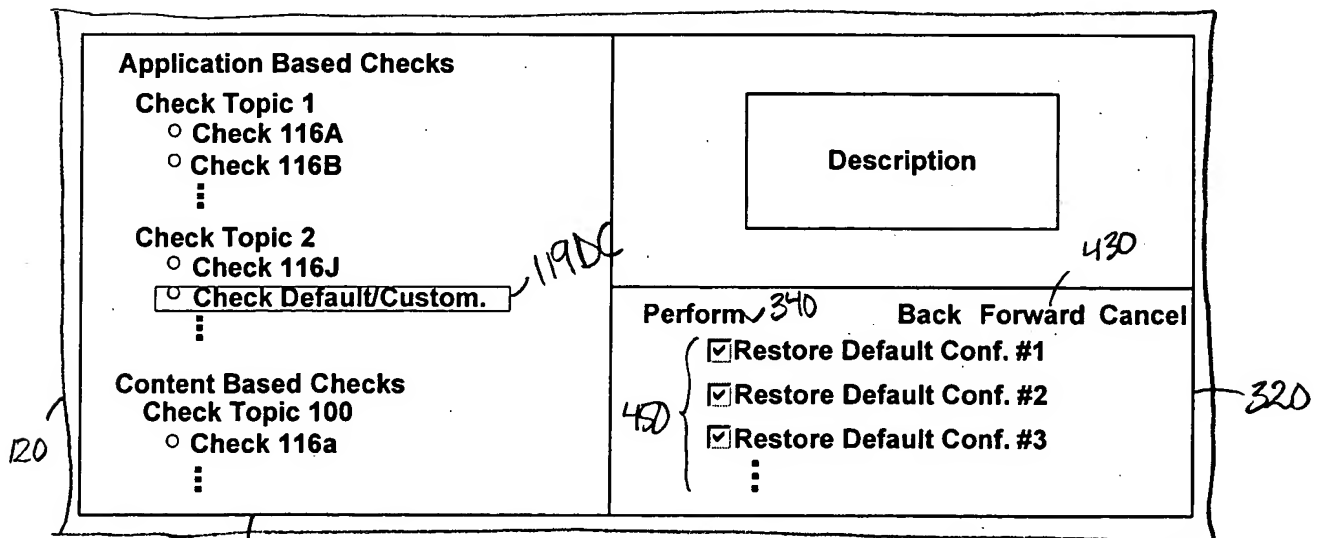 Application Based Checks
Check Topic 1
Check 116A
Check 116B
Check Topic 2
Check 116J
Check Default/Custom.
119DC
Content Based Checks
Check Topic 100
Check 116a
120
Description
430
Perform 340 Back Forward Cancel
Restore Default Conf. #1
Restore Default Conf. #2
Restore Default Conf. #3
450
320